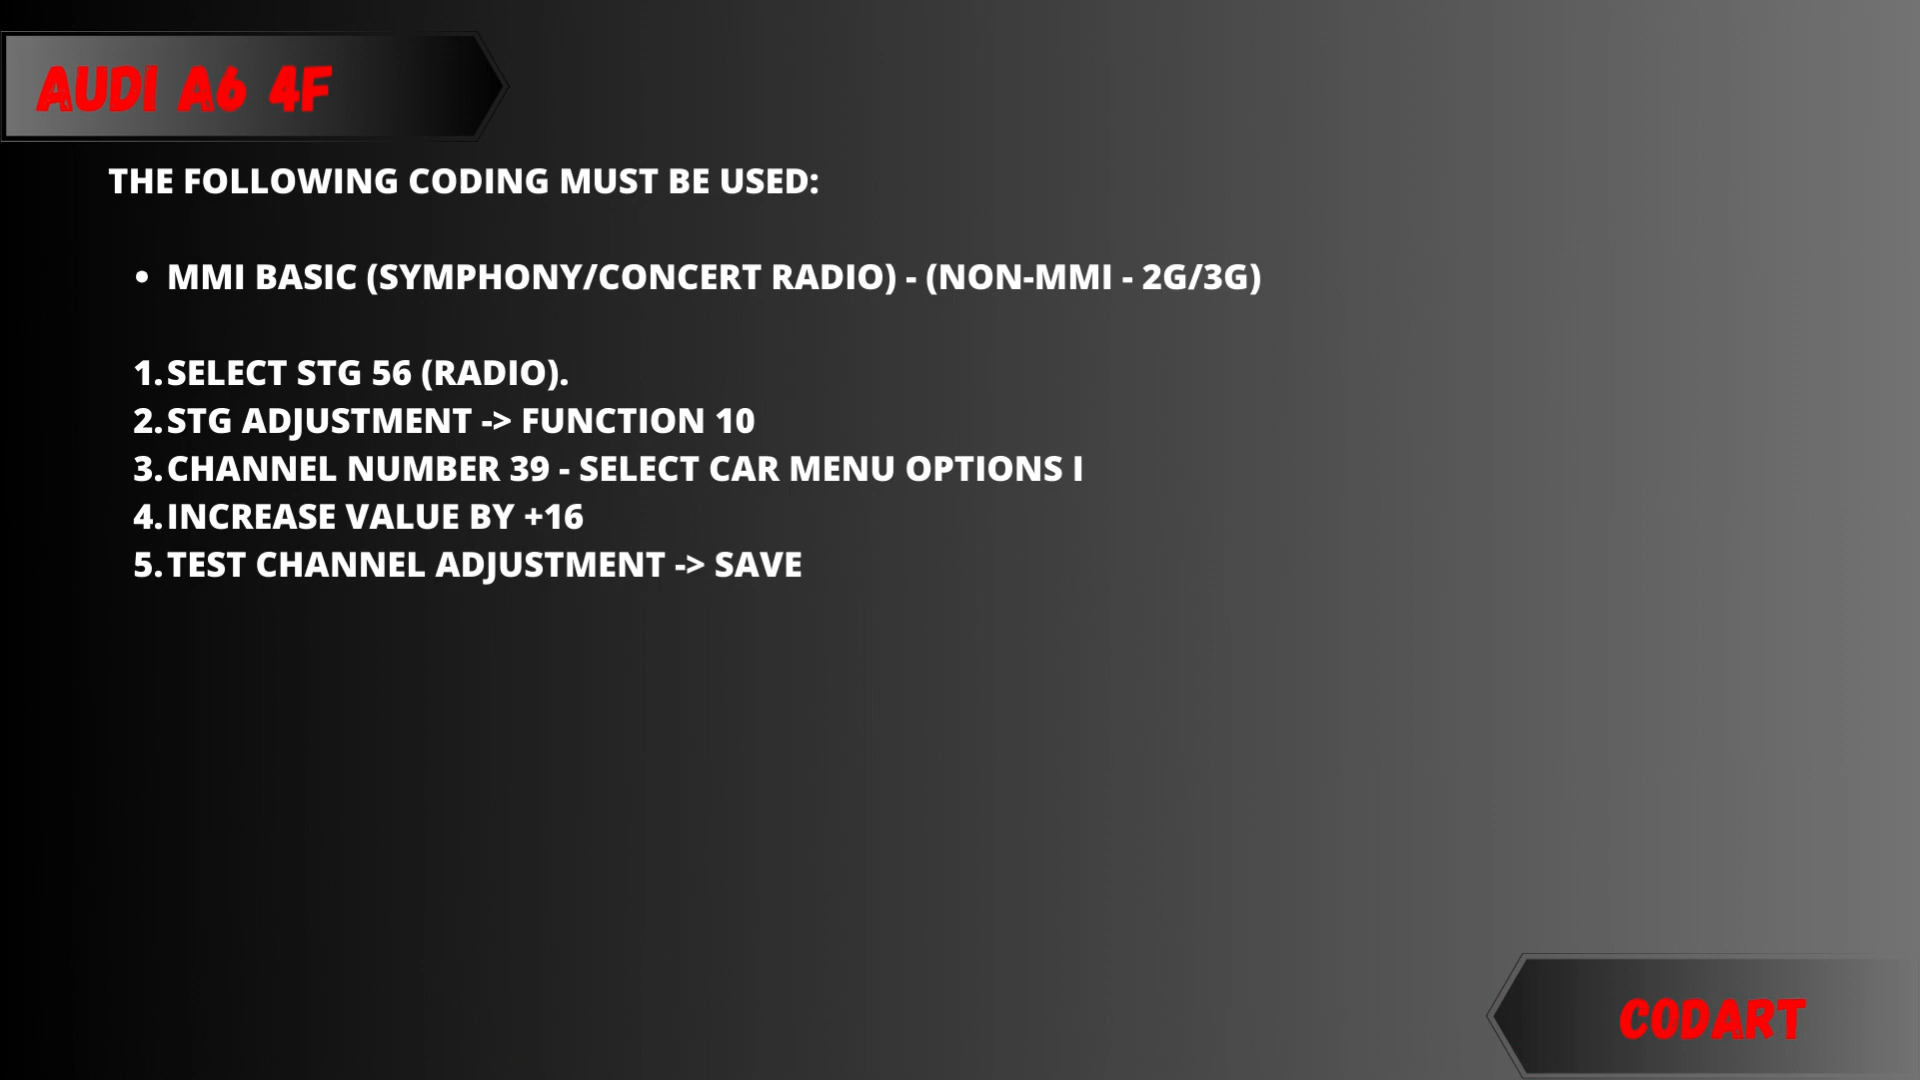 AUDI A6 4F
THE FOLLOWING CODING MUST BE USED:
• MMI BASIC (SYMPHONY/CONCERT RADIO) - (NON-MMI - 2G/3G)
1. SELECT STG 56 (RADIO).
2. STG ADJUSTMENT -> FUNCTION 10
3. CHANNEL NUMBER 39 - SELECT CAR MENU OPTIONS I
4. INCREASE VALUE BY +16
5. TEST CHANNEL ADJUSTMENT -> SAVE
CODART